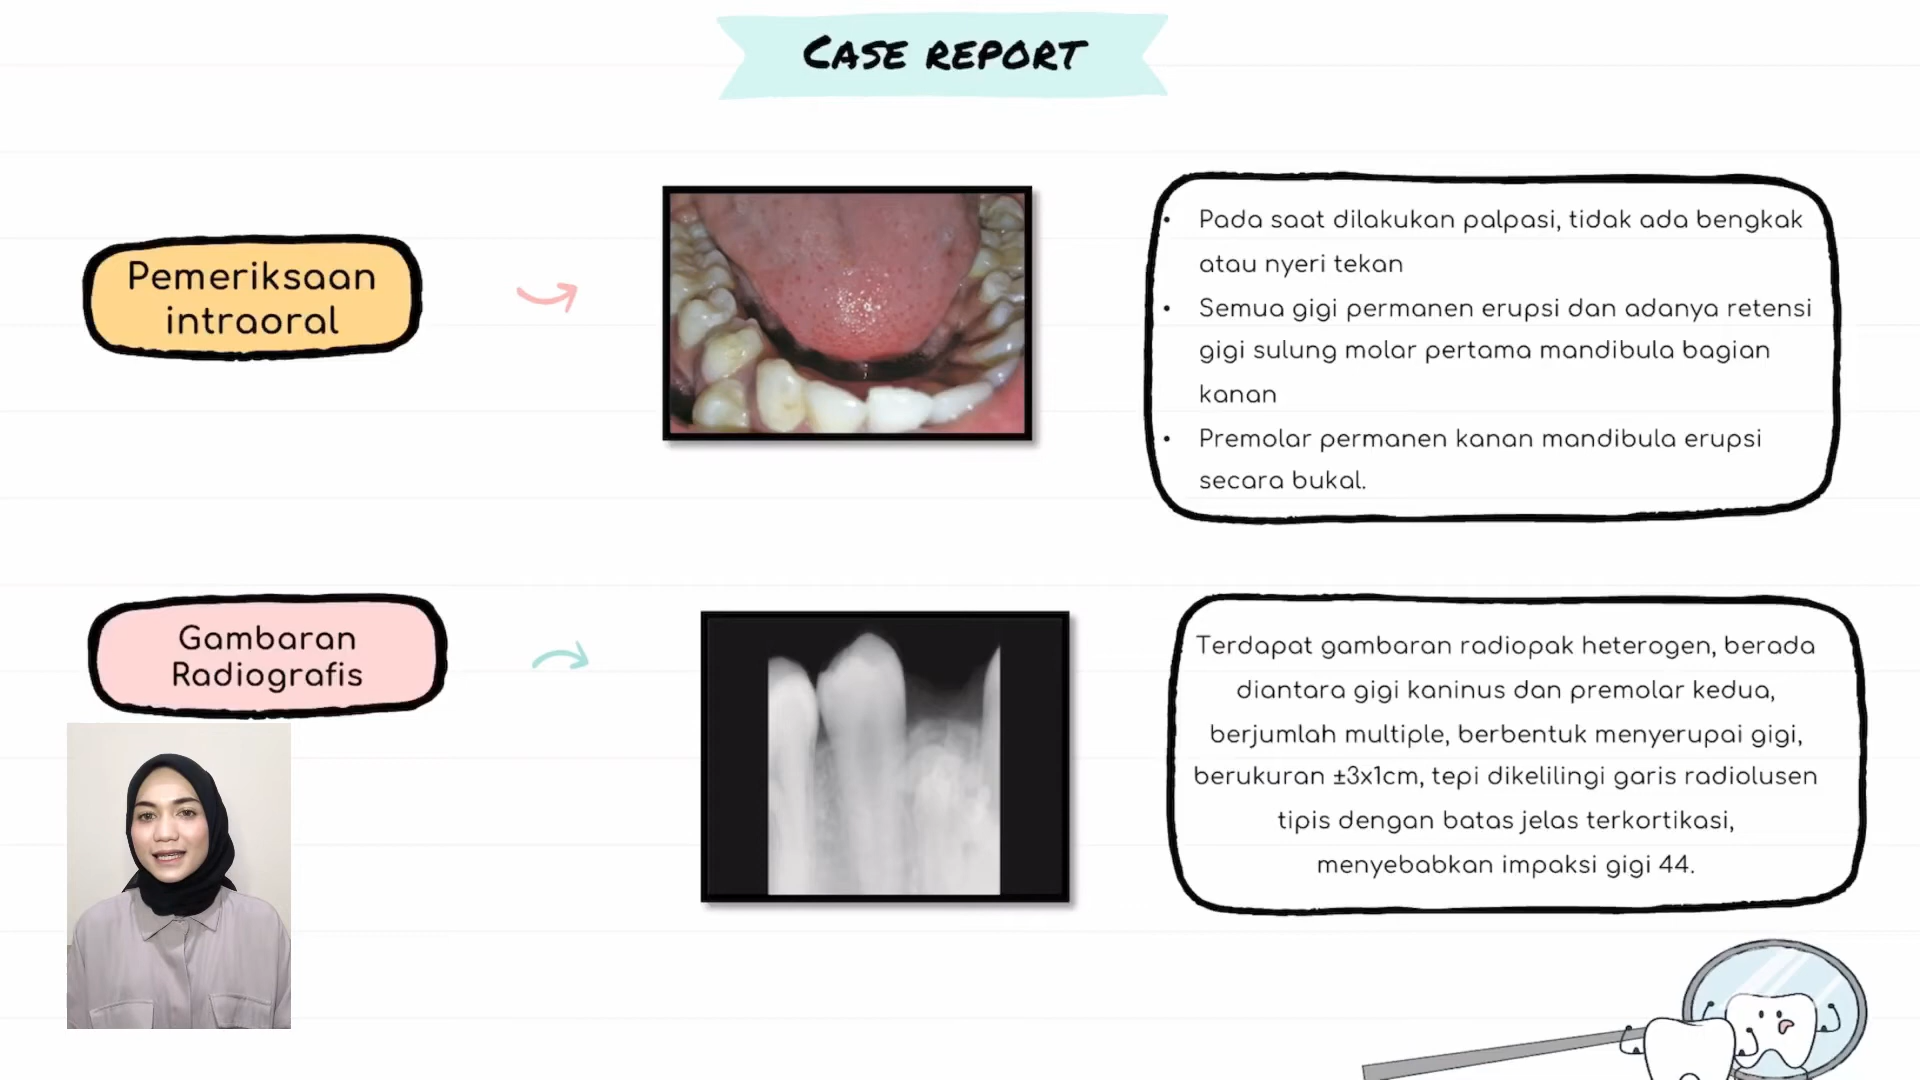 CASE REPORT
Pemeriksaan
intraoral
• Pada saat dilakukan palpasi, tidak ada bengkak
atau nyeri tekan
• Semua gigi permanen erupsi dan adanya retensi
gigi sulung molar pertama mandibula bagian
kanan
• Premolar permanen kanan mandibula erupsi
secara bukal.
Gambaran
Radiografis
Terdapat gambaran radiopak heterogen, berada
diantara gigi kaninus dan premolar kedua,
berjumlah multiple, berbentuk menyerupai gigi,
berukuran ±3x1cm, tepi dikelilingi garis radiolusen
tipis dengan batas jelas terkortikasi,
menyebabkan impaksi gigi 44.